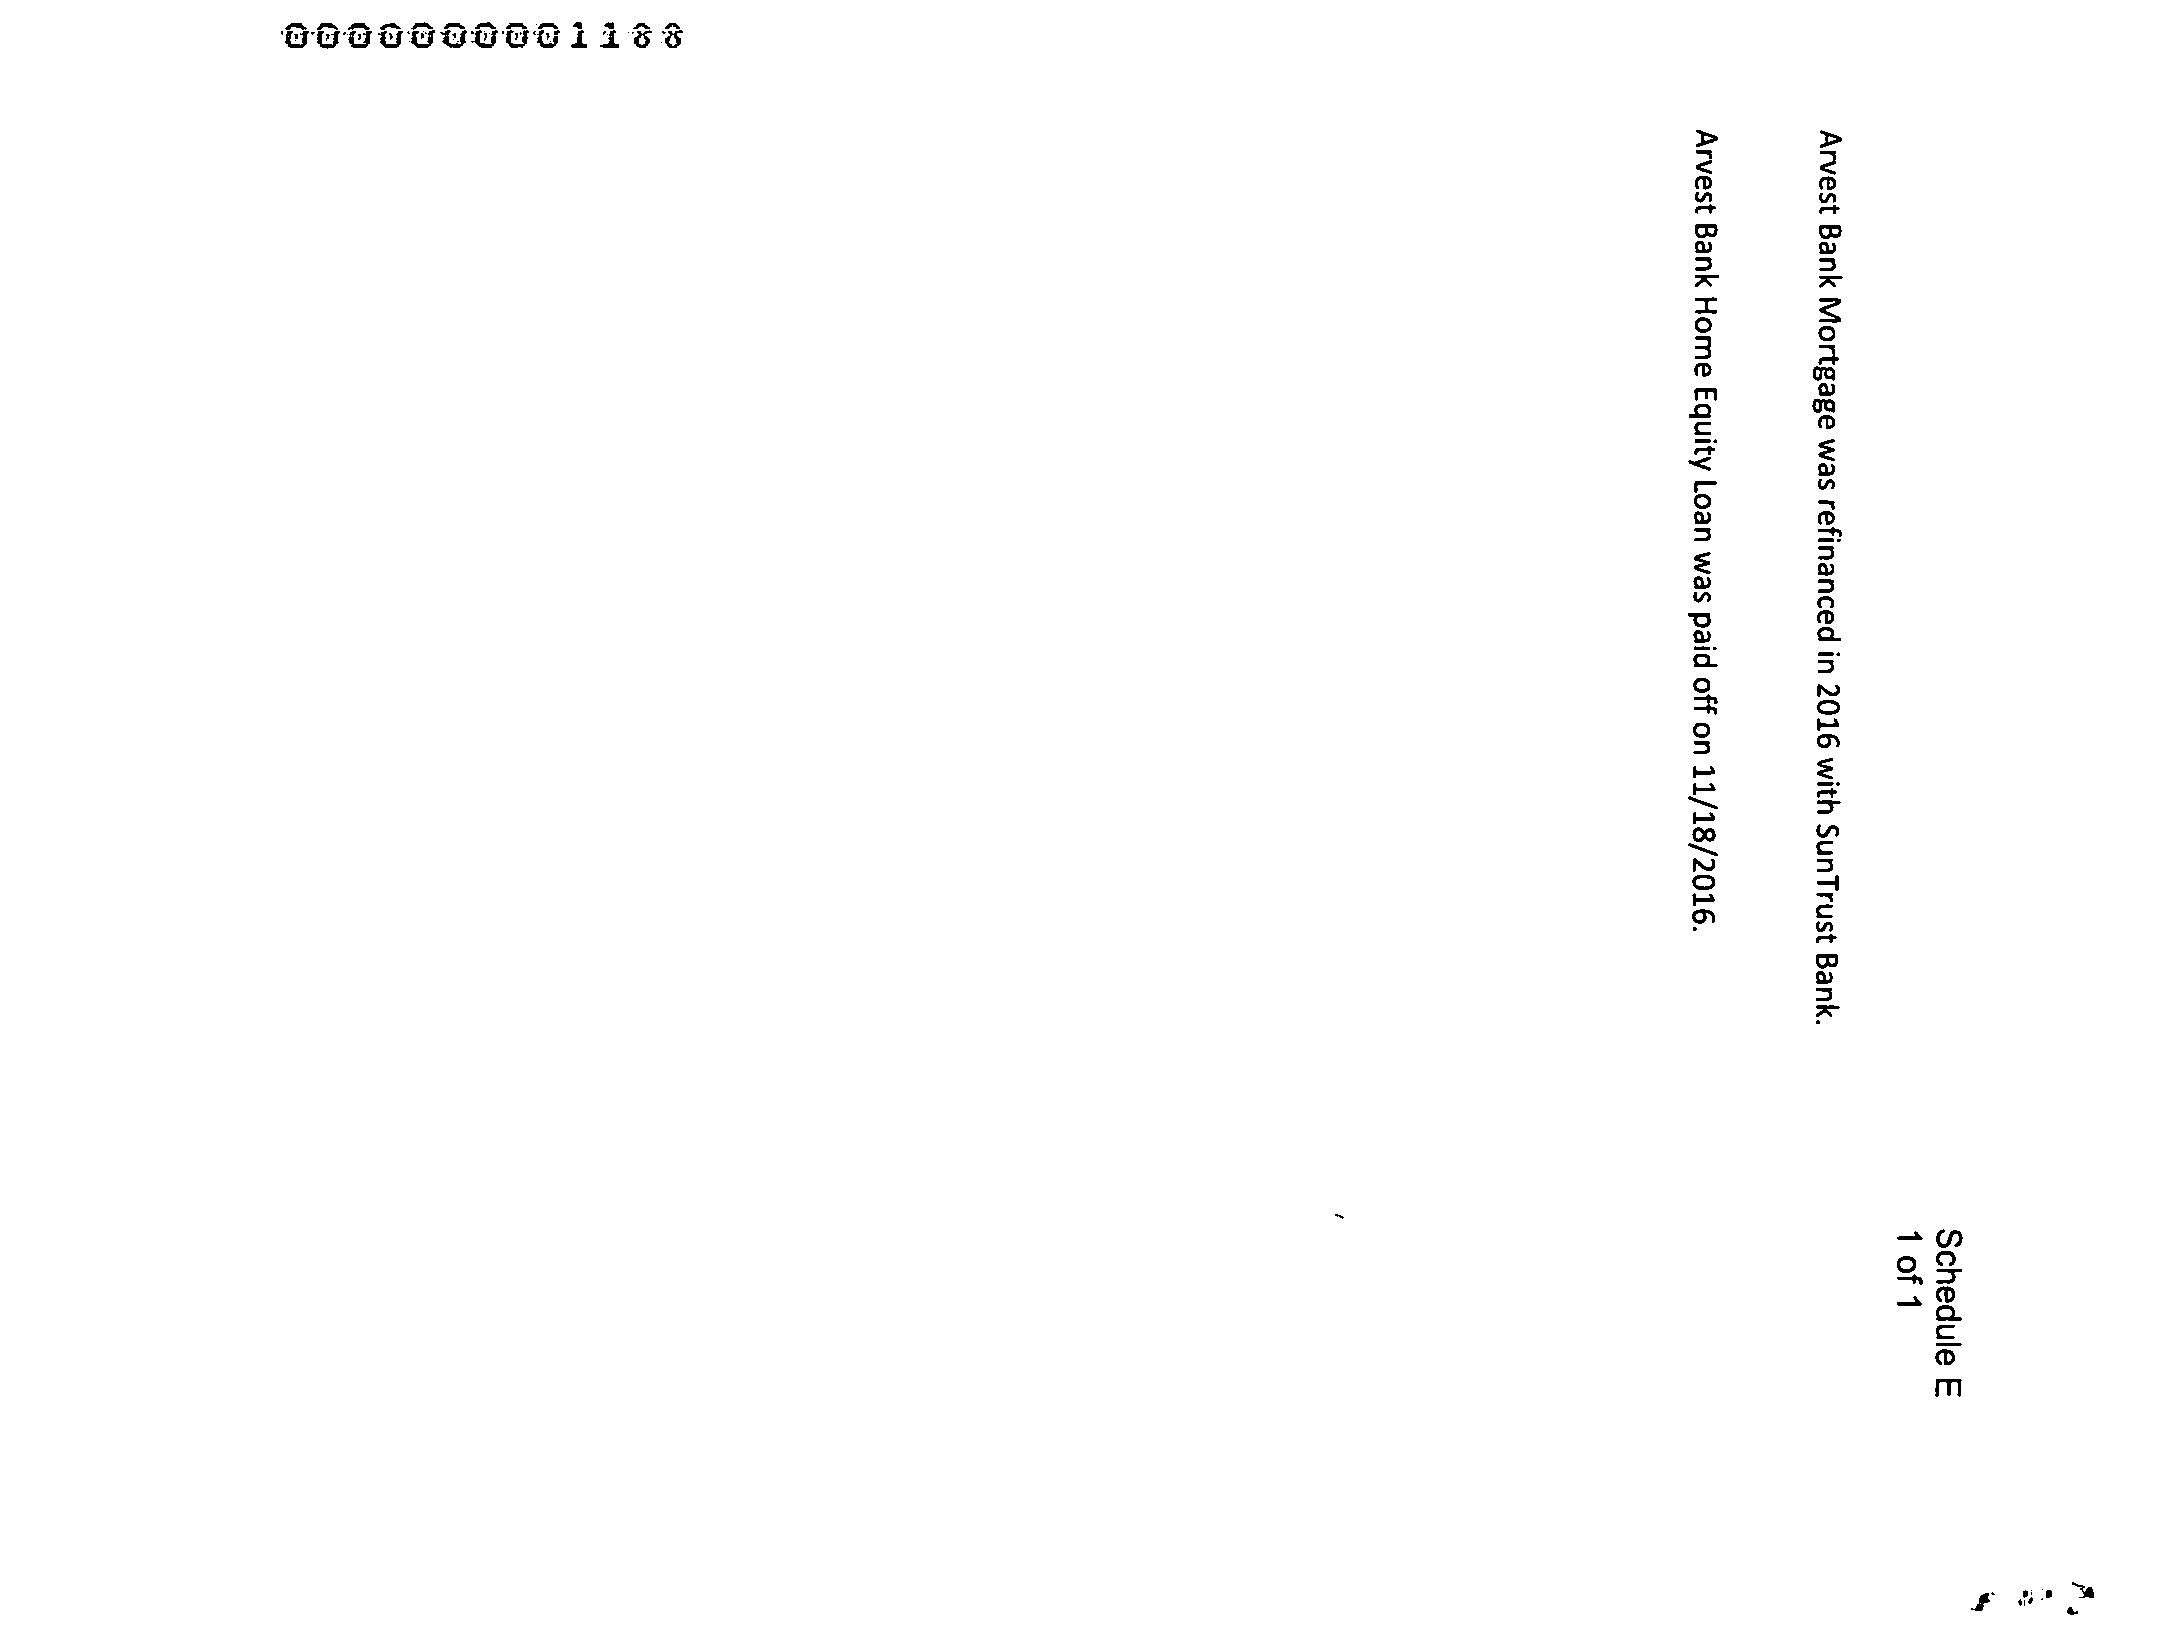 0000000001188
Schedule E
1 of 1
Arvest Bank Mortgage was refinanced in 2016 with SunTrust Bank.
Arvest Bank Home Equity Loan was paid off on 11/18/2016.